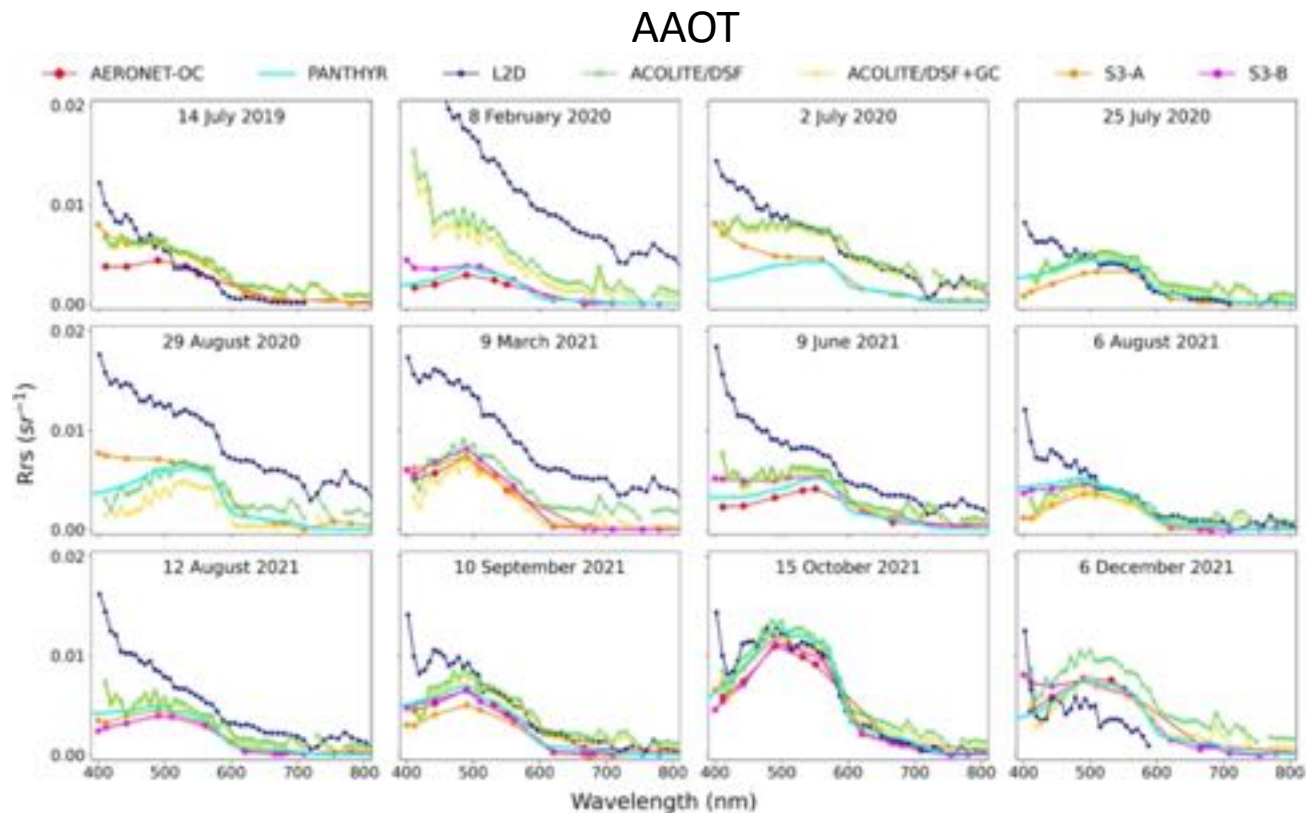 AAOT
AERONET-OC PANTHYR L2D ACOLITE/DSF ACOLITE/DSF+GC S3-A S3-B
14 July 2019 8 February 2020 2 July 2020 25 July 2020
0.02
0.01
0.00
29 August 2020 9 March 2021 9 June 2021 6 August 2021
0.02
0.01
0.00
12 August 2021 10 September 2021 15 October 2021 6 December 2021
0.02
0.01
0.00
Rrs (sr⁻¹)
400 500 600 700 800 400 500 600 700 800 400 500 600 700 800 400 500 600 700 800
Wavelength (nm)